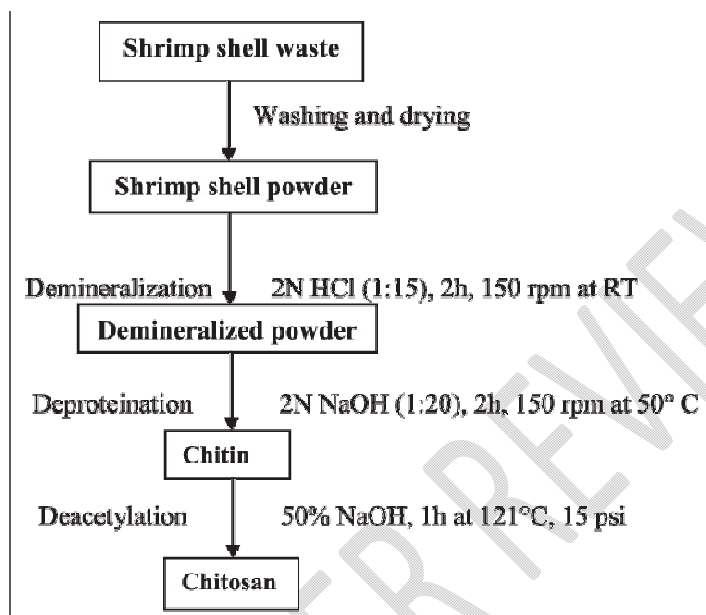 Shrimp shell waste
Washing and drying
Shrimp shell powder
Demineralization 2N HCl (1:15), 2h, 150 rpm at RT
Demineralized powder
Deproteination 2N NaOH (1:20), 2h, 150 rpm at 50° C
Chitin
Deacetylation 50% NaOH, 1h at 121°C, 15 psi
Chitosan